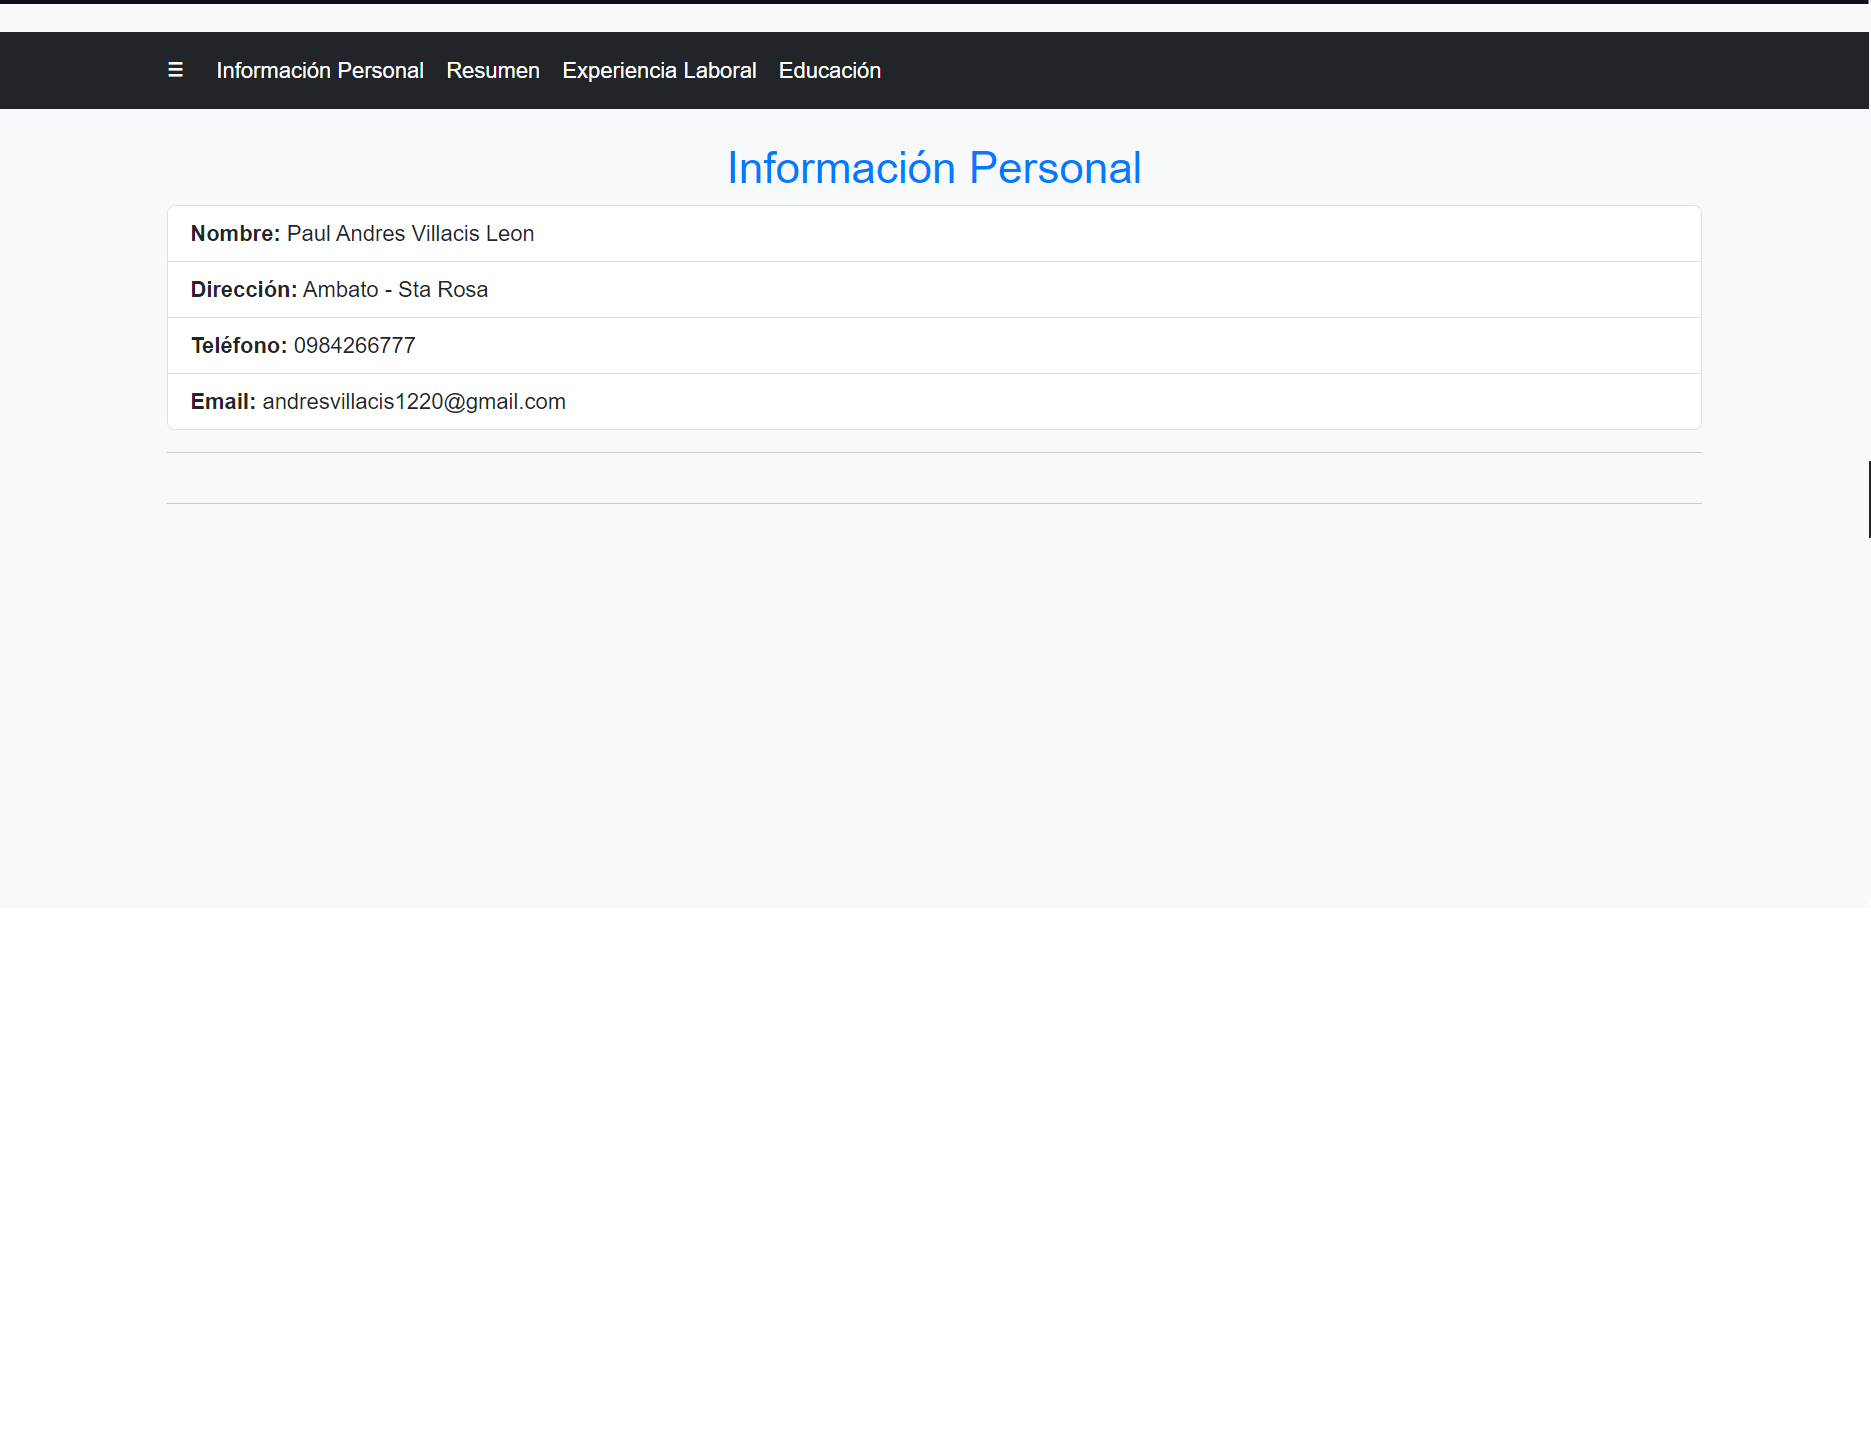 ☰ Información Personal Resumen Experiencia Laboral Educación
Información Personal
Nombre: Paul Andres Villacis Leon
Dirección: Ambato - Sta Rosa
Teléfono: 0984266777
Email: andresvillacis1220@gmail.com